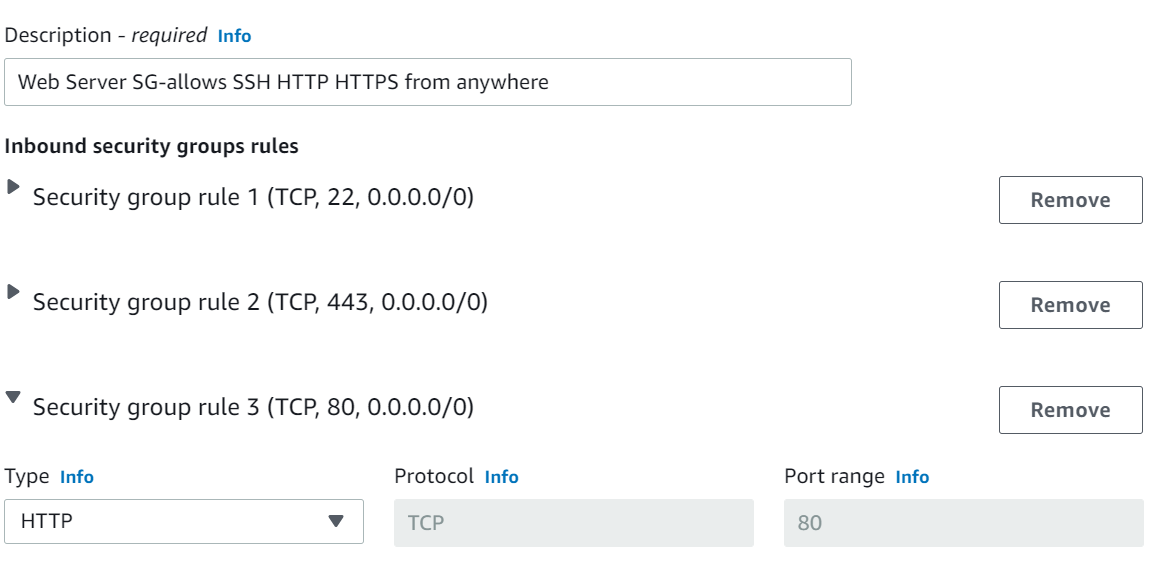 Description - required Info
Web Server SG-allows SSH HTTP HTTPS from anywhere
Inbound security groups rules
Security group rule 1 (TCP, 22, 0.0.0.0/0) Remove
Security group rule 2 (TCP, 443, 0.0.0.0/0) Remove
Security group rule 3 (TCP, 80, 0.0.0.0/0) Remove
Type Info Protocol Info Port range Info
HTTP TCP 80